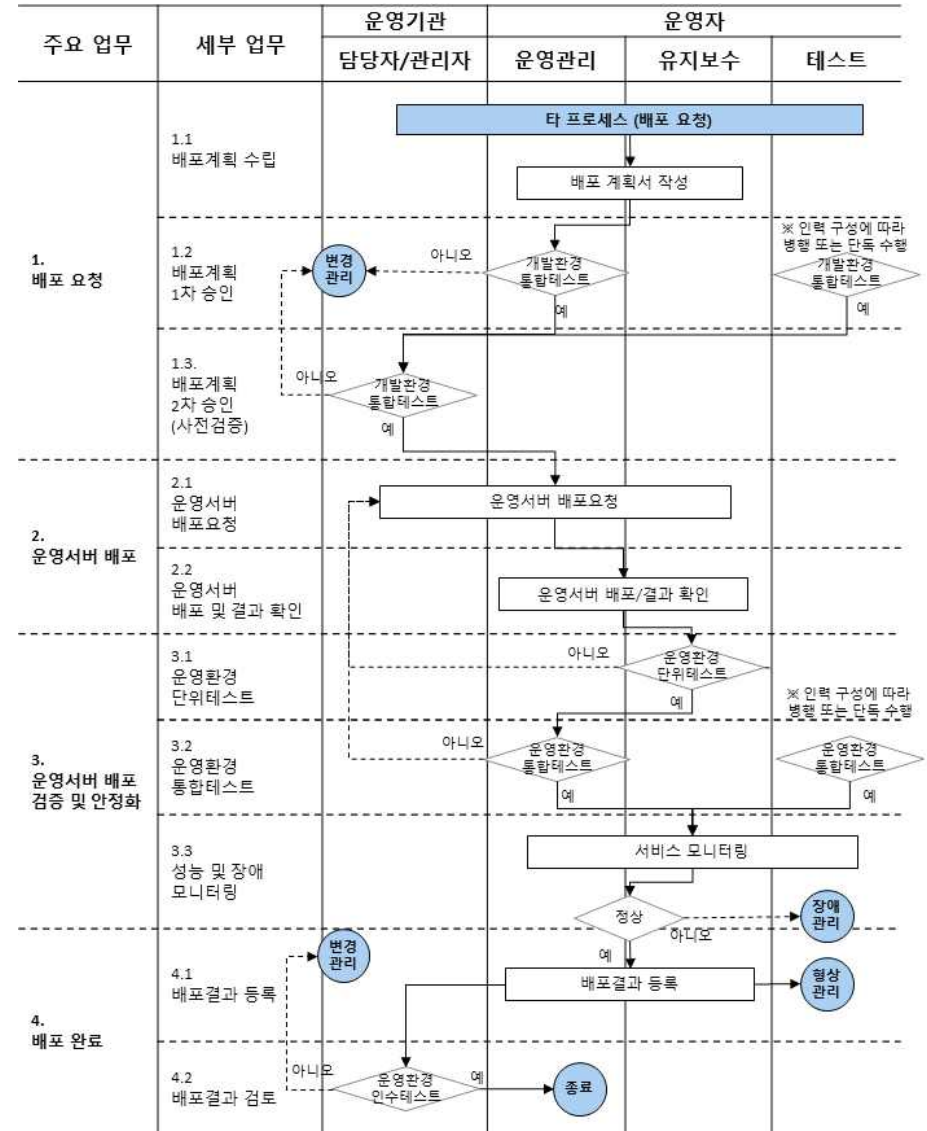 주요 업무
세부 업무
운영기관
운영자
담당자/관리자
운영관리
유지보수
테스트
1.
배포 요청
1.1
배포계획 수립
타 프로세스 (배포 요청)
배포 계획서 작성
1.2
배포계획
1차 승인
변경
관리
아니오
개발환경
통합테스트
예
※ 인력 구성에 따라
병행 또는 단독 수행
개발환경
통합테스트
예
1.3.
배포계획
2차 승인
(사전검증)
아니오
개발환경
통합테스트
예
2.
운영서버 배포
2.1
운영서버
배포요청
운영서버 배포요청
2.2
운영서버
배포 및 결과 확인
운영서버 배포/결과 확인
3.
운영서버 배포
검증 및 안정화
3.1
운영환경
단위테스트
아니오
운영환경
단위테스트
예
※ 인력 구성에 따라
병행 또는 단독 수행
3.2
운영환경
통합테스트
아니오
운영환경
통합테스트
예
운영환경
통합테스트
예
3.3
성능 및 장애
모니터링
서비스 모니터링
정상
아니오
장애
관리
예
4.
배포 완료
4.1
배포결과 등록
변경
관리
배포결과 등록
형상
관리
4.2
배포결과 검토
아니오
운영환경
인수테스트
예
종료